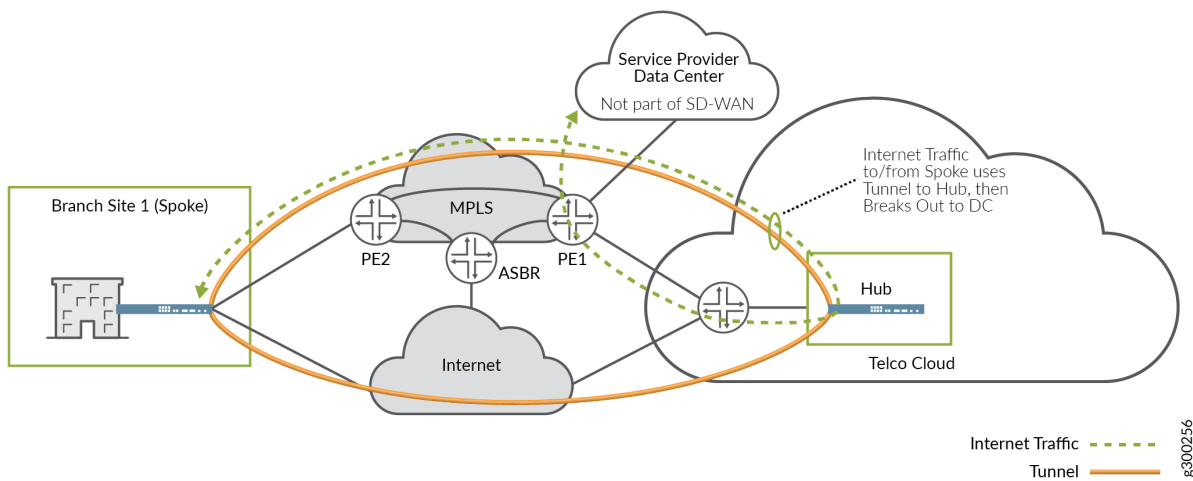 Service Provider
Data Center
Not part of SD-WAN
Internet Traffic
to/from Spoke uses
Tunnel to Hub, then
Breaks Out to DC
Branch Site 1 (Spoke)
MPLS
PE2
ASBR
PE1
Hub
Internet
Telco Cloud
Internet Traffic
Tunnel
g300256